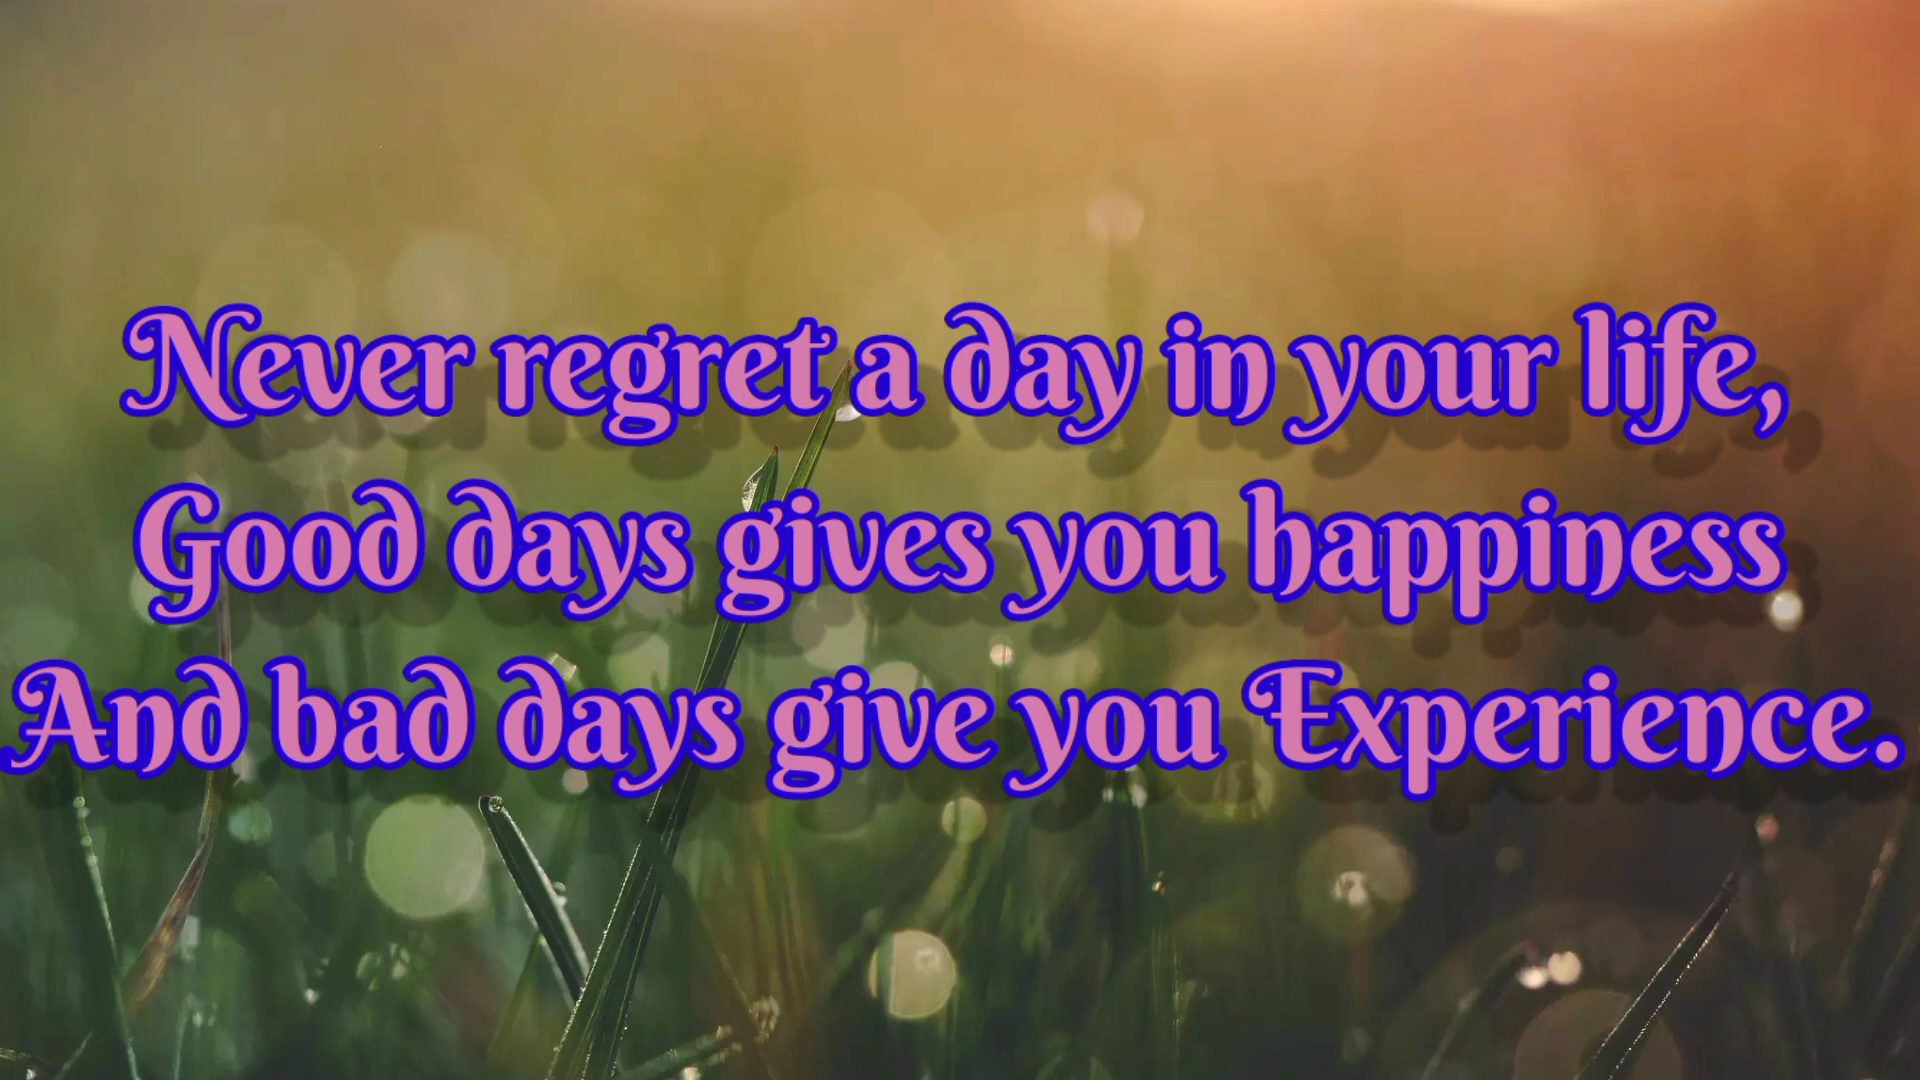 Never regret a day in your life,
Good days gives you happiness
And bad days give you Experience.